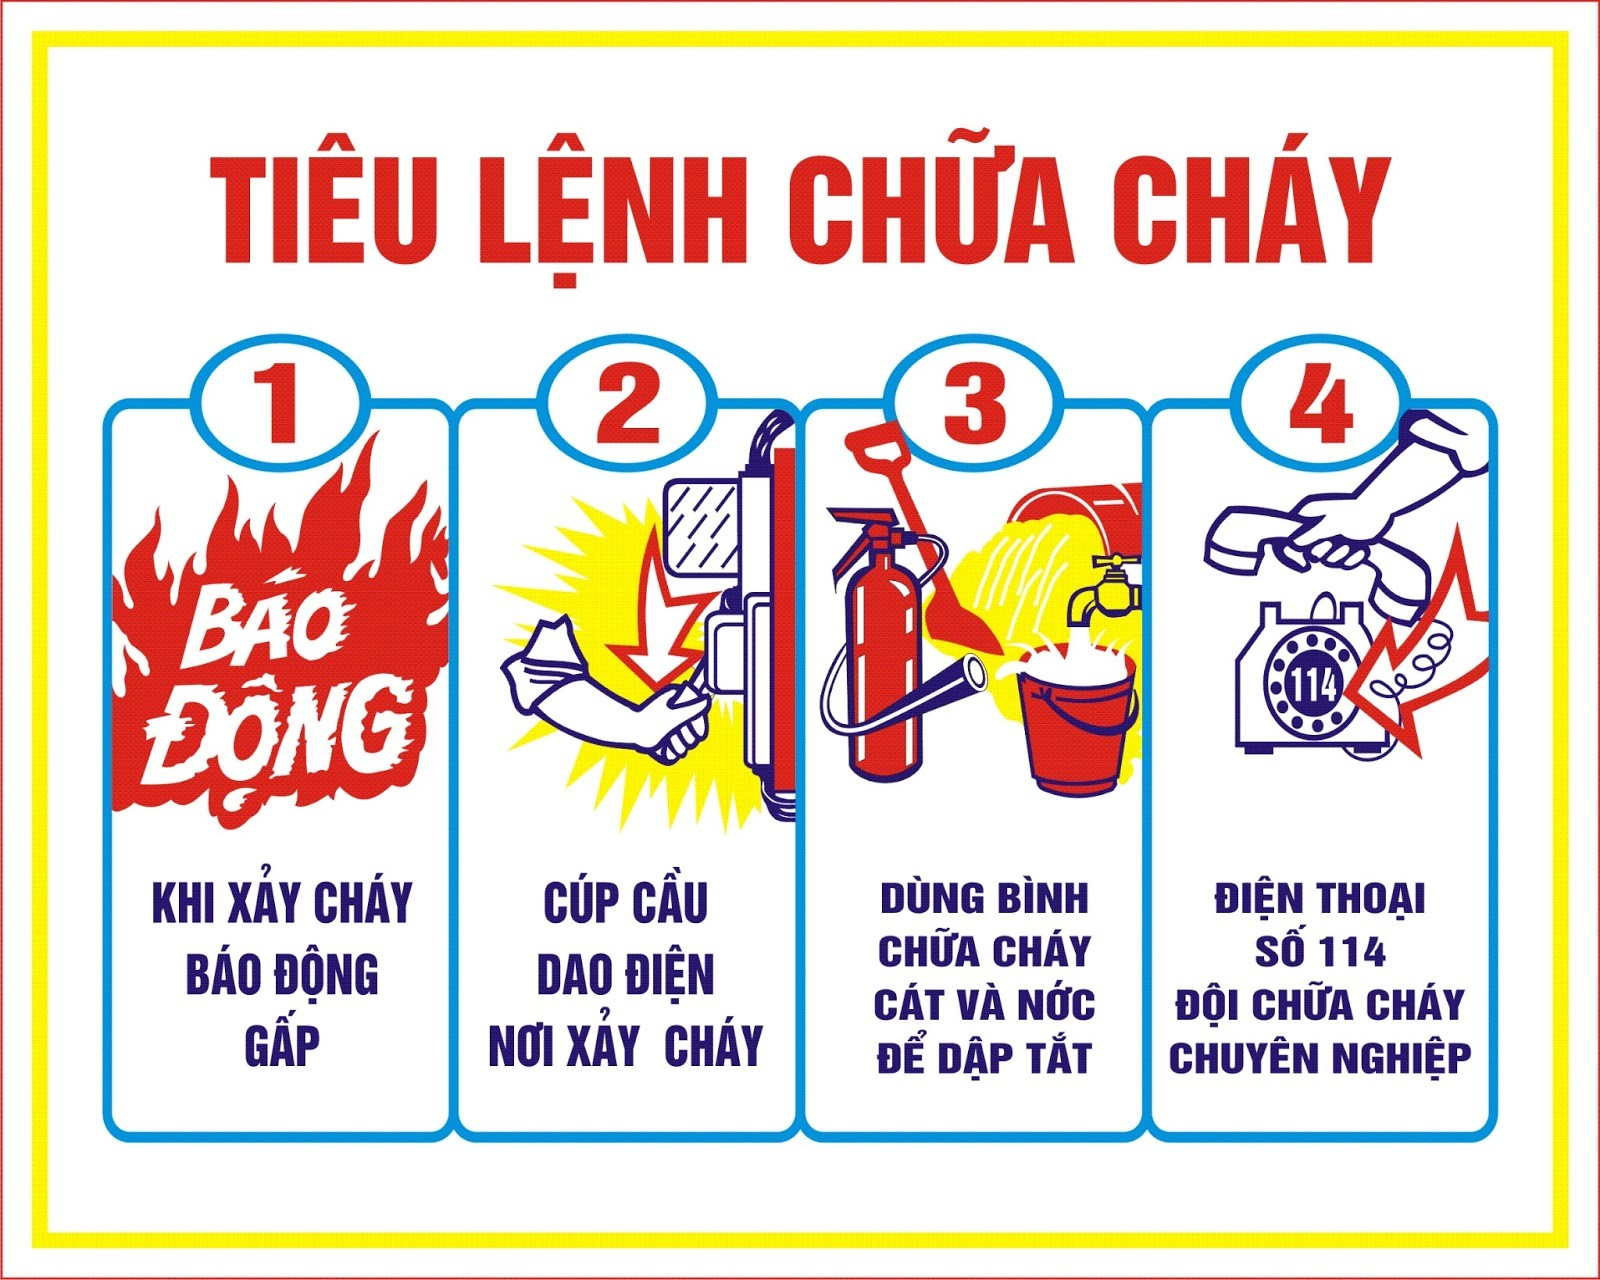 TIÊU LỆNH CHỮA CHÁY
1
BÁO
ĐỘNG
KHI XẢY CHÁY
BÁO ĐỘNG
GẤP
2
CÚP CẦU
DAO ĐIỆN
NƠI XẢY CHÁY
3
DÙNG BÌNH
CHỮA CHÁY
CÁT VÀ NỚC
ĐỂ DẬP TẮT
4
114
ĐIỆN THOẠI
SỐ 114
ĐỘI CHỮA CHÁY
CHUYÊN NGHIỆP